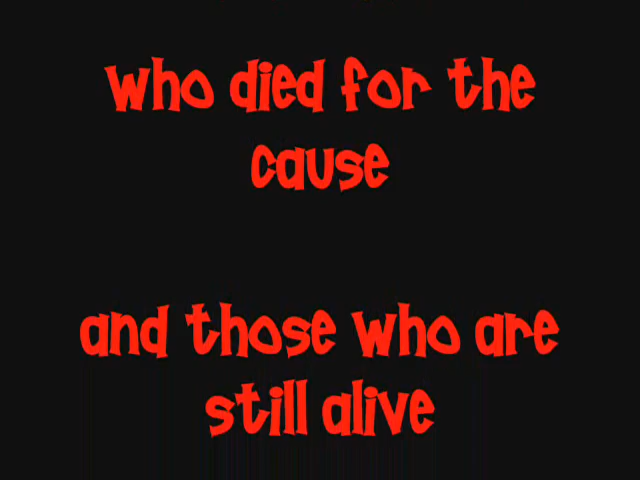 who died for the
cause
and those who are
still alive